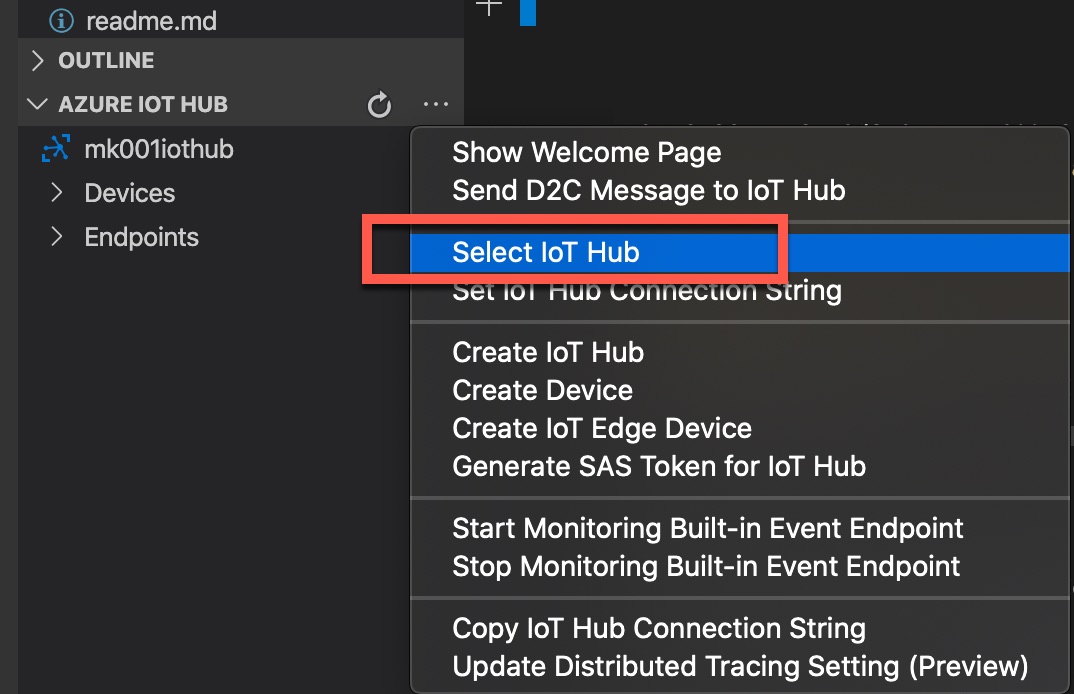 readme.md
OUTLINE
AZURE IOT HUB
mk001iothub
Devices
Endpoints
Show Welcome Page
Send D2C Message to IoT Hub
Select IoT Hub
Set IoT Hub Connection String
Create IoT Hub
Create Device
Create IoT Edge Device
Generate SAS Token for IoT Hub
Start Monitoring Built-in Event Endpoint
Stop Monitoring Built-in Event Endpoint
Copy IoT Hub Connection String
Update Distributed Tracing Setting (Preview)